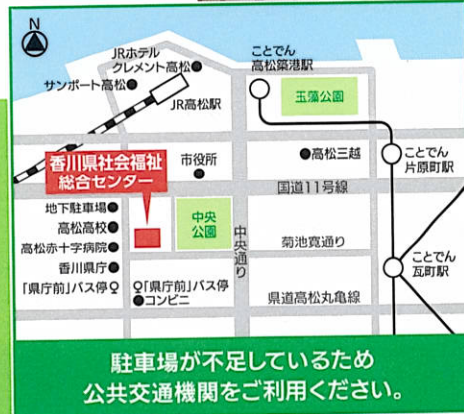 N
JRホテル
クレメント高松
サンポート高松
JR高松駅
ことでん
高松築港駅
玉藻公園
香川県社会福祉
総合センター
市役所
高松三越
ことでん
片原町駅
国道11号線
地下駐車場
高松高校
高松赤十字病院
香川県庁
「県庁前」バス停
中央
公園
中央通り
菊池寛通り
ことでん
瓦町駅
「県庁前」バス停
コンビニ
県道高松丸亀線
駐車場が不足しているため
公共交通機関をご利用ください。